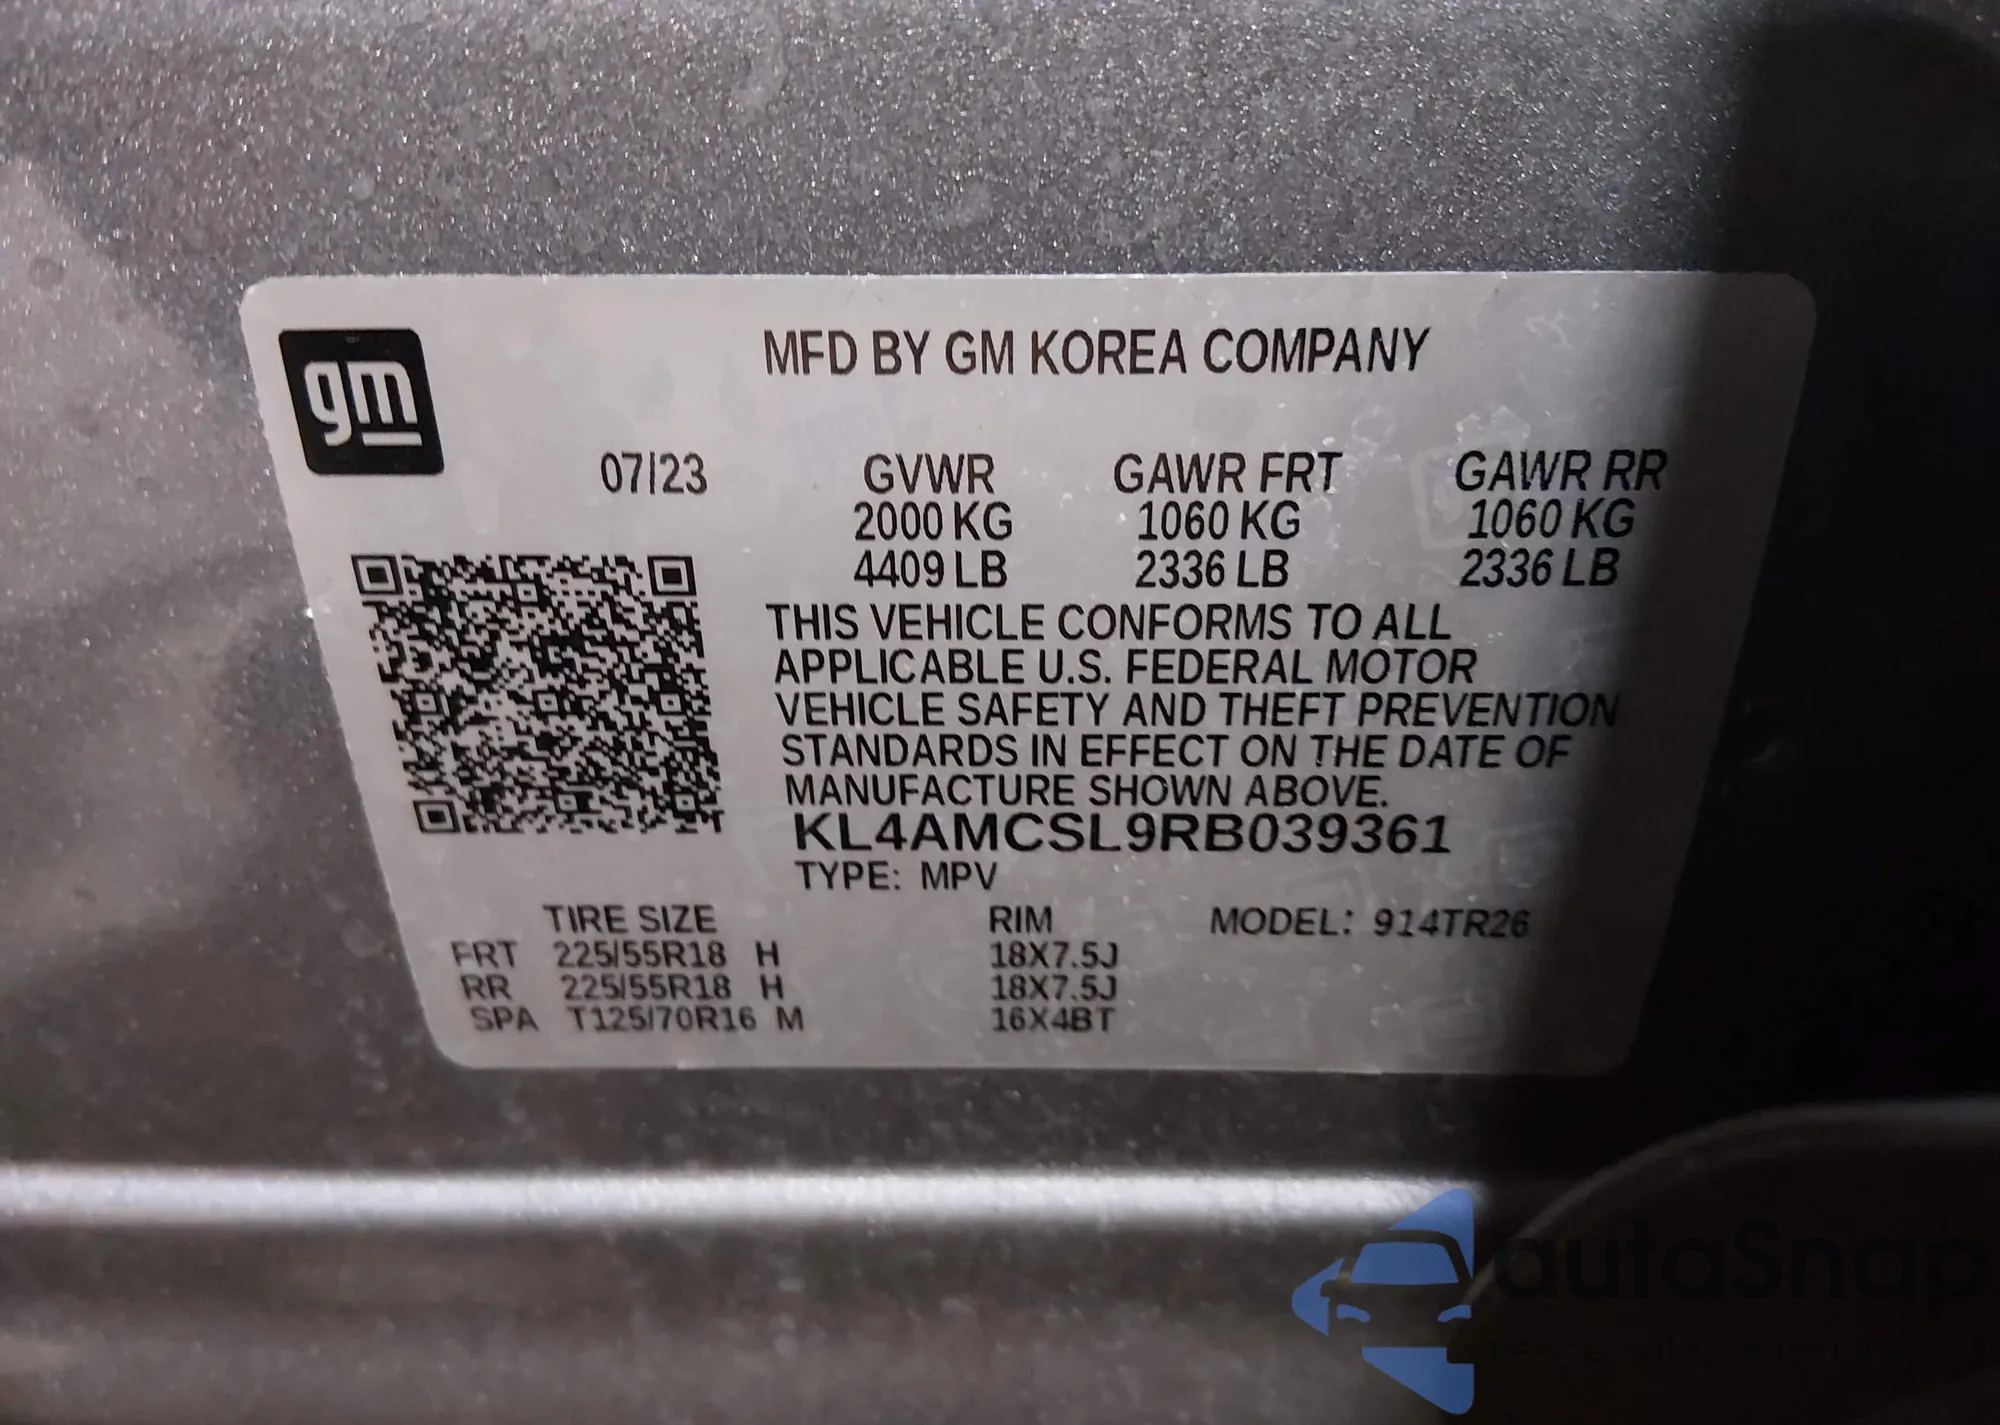 gm
MFD BY GM KOREA COMPANY
07/23 GVWR GAWR FRT GAWR RR
2000 KG 1060 KG 1060 KG
4409 LB 2336 LB 2336 LB
THIS VEHICLE CONFORMS TO ALL
APPLICABLE U.S. FEDERAL MOTOR
VEHICLE SAFETY AND THEFT PREVENTION
STANDARDS IN EFFECT ON THE DATE OF
MANUFACTURE SHOWN ABOVE.
KL4AMCSL9RB039361
TYPE: MPV
TIRE SIZE RIM MODEL: 914TR26
FRT 225/55R18 H 18X7.5J
RR 225/55R18 H 18X7.5J
SPA T125/70R16 M 16X4BT
autoSnap